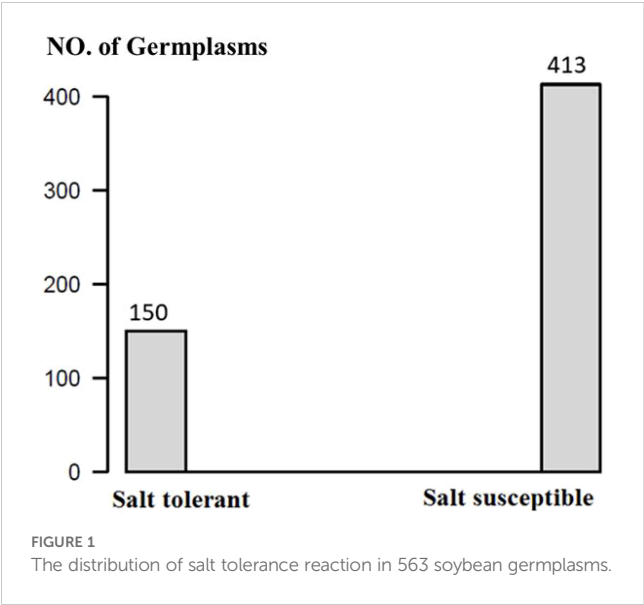 NO. of Germplasms
413
400
300
200
150
100
0
Salt tolerant
Salt susceptible
FIGURE 1
The distribution of salt tolerance reaction in 563 soybean germplasms.